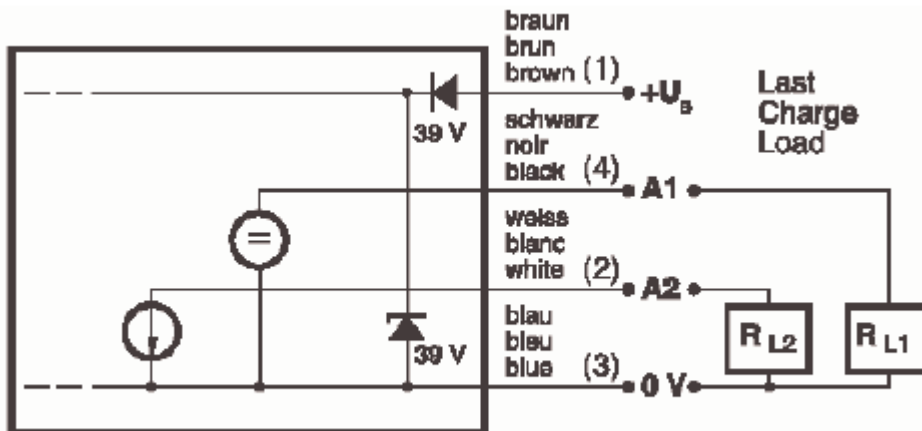 braun
brun
brown (1)
+U_s
39 V
schwarz
noir
black (4)
A1
weiss
blanc
white (2)
A2
39 V
blau
bleu
blue (3)
0 V
Last
Charge
Load
R L2
R L1
=